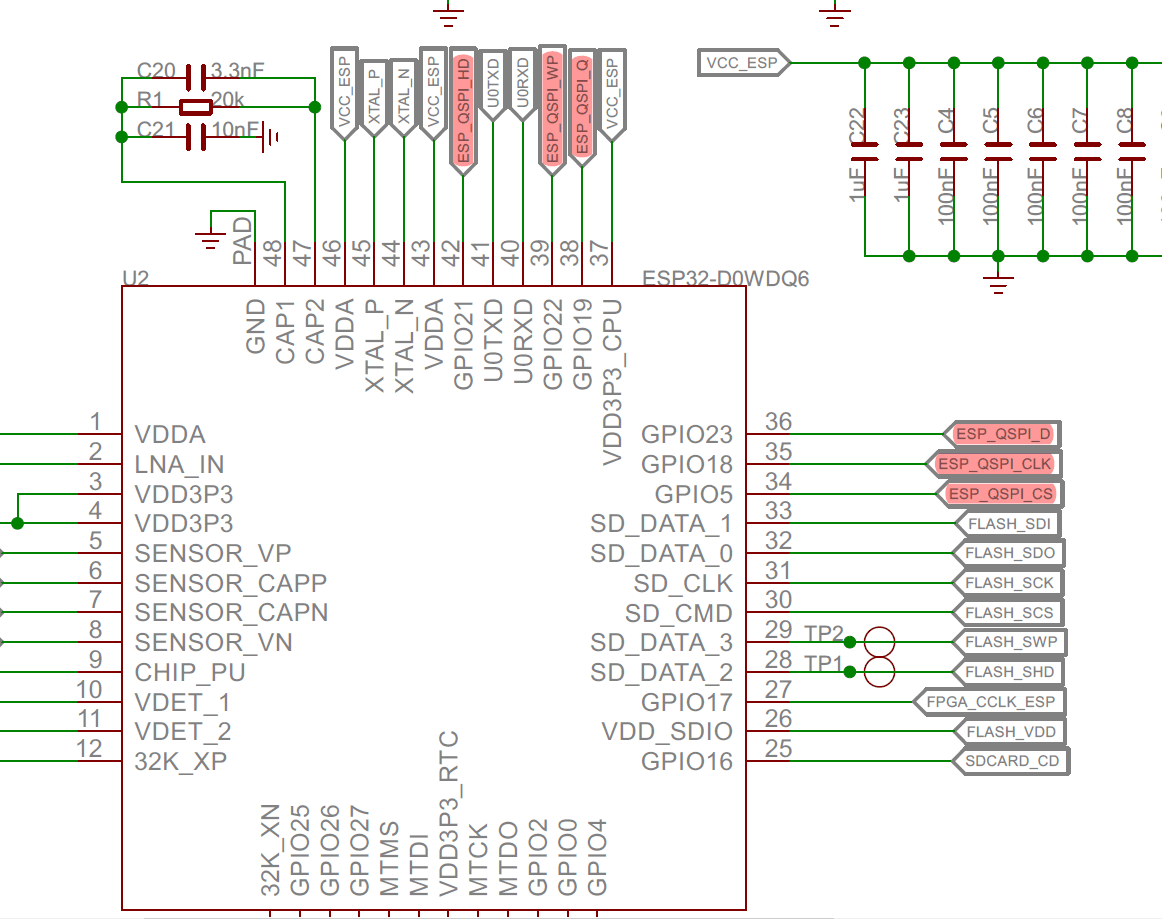 C20 3.3nF
R1 20k
C21 10nF
VCC_ESP
XTAL_P
XTAL_N
VCC_ESP
ESP_QSPI_HD
U0TXD
U0RXD
ESP_QSPI_WP
ESP_QSPI_Q
VCC_ESP
VCC_ESP
C22 1uF
C23 1uF
C4 100nF
C5 100nF
C6 100nF
C7 100nF
C8 100nF
PAD 48 47 46 45 44 43 42 41 40 39 38 37
U2 ESP32-D0WDQ6
GND
CAP1
CAP2
VDDA
XTAL_P
XTAL_N
VDDA
GPIO21
U0TXD
U0RXD
GPIO22
GPIO19
VDD3P3_CPU
1 VDDA
2 LNA_IN
3 VDD3P3
4 VDD3P3
5 SENSOR_VP
6 SENSOR_CAPP
7 SENSOR_CAPN
8 SENSOR_VN
9 CHIP_PU
10 VDET_1
11 VDET_2
12 32K_XP
GPIO23 36 ESP_QSPI_D
GPIO18 35 ESP_QSPI_CLK
GPIO5 34 ESP_QSPI_CS
SD_DATA_1 33 FLASH_SDI
SD_DATA_0 32 FLASH_SDO
SD_CLK 31 FLASH_SCK
SD_CMD 30 FLASH_SCS
SD_DATA_3 29 TP2 FLASH_SWP
SD_DATA_2 28 TP1 FLASH_SHD
GPIO17 27 FPGA_CCLK_ESP
VDD_SDIO 26 FLASH_VDD
GPIO16 25 SDCARD_CD
32K_XN
GPIO25
GPIO26
GPIO27
MTMS
MTDI
VDD3P3_RTC
MTCK
MTDO
GPIO2
GPIO0
GPIO4